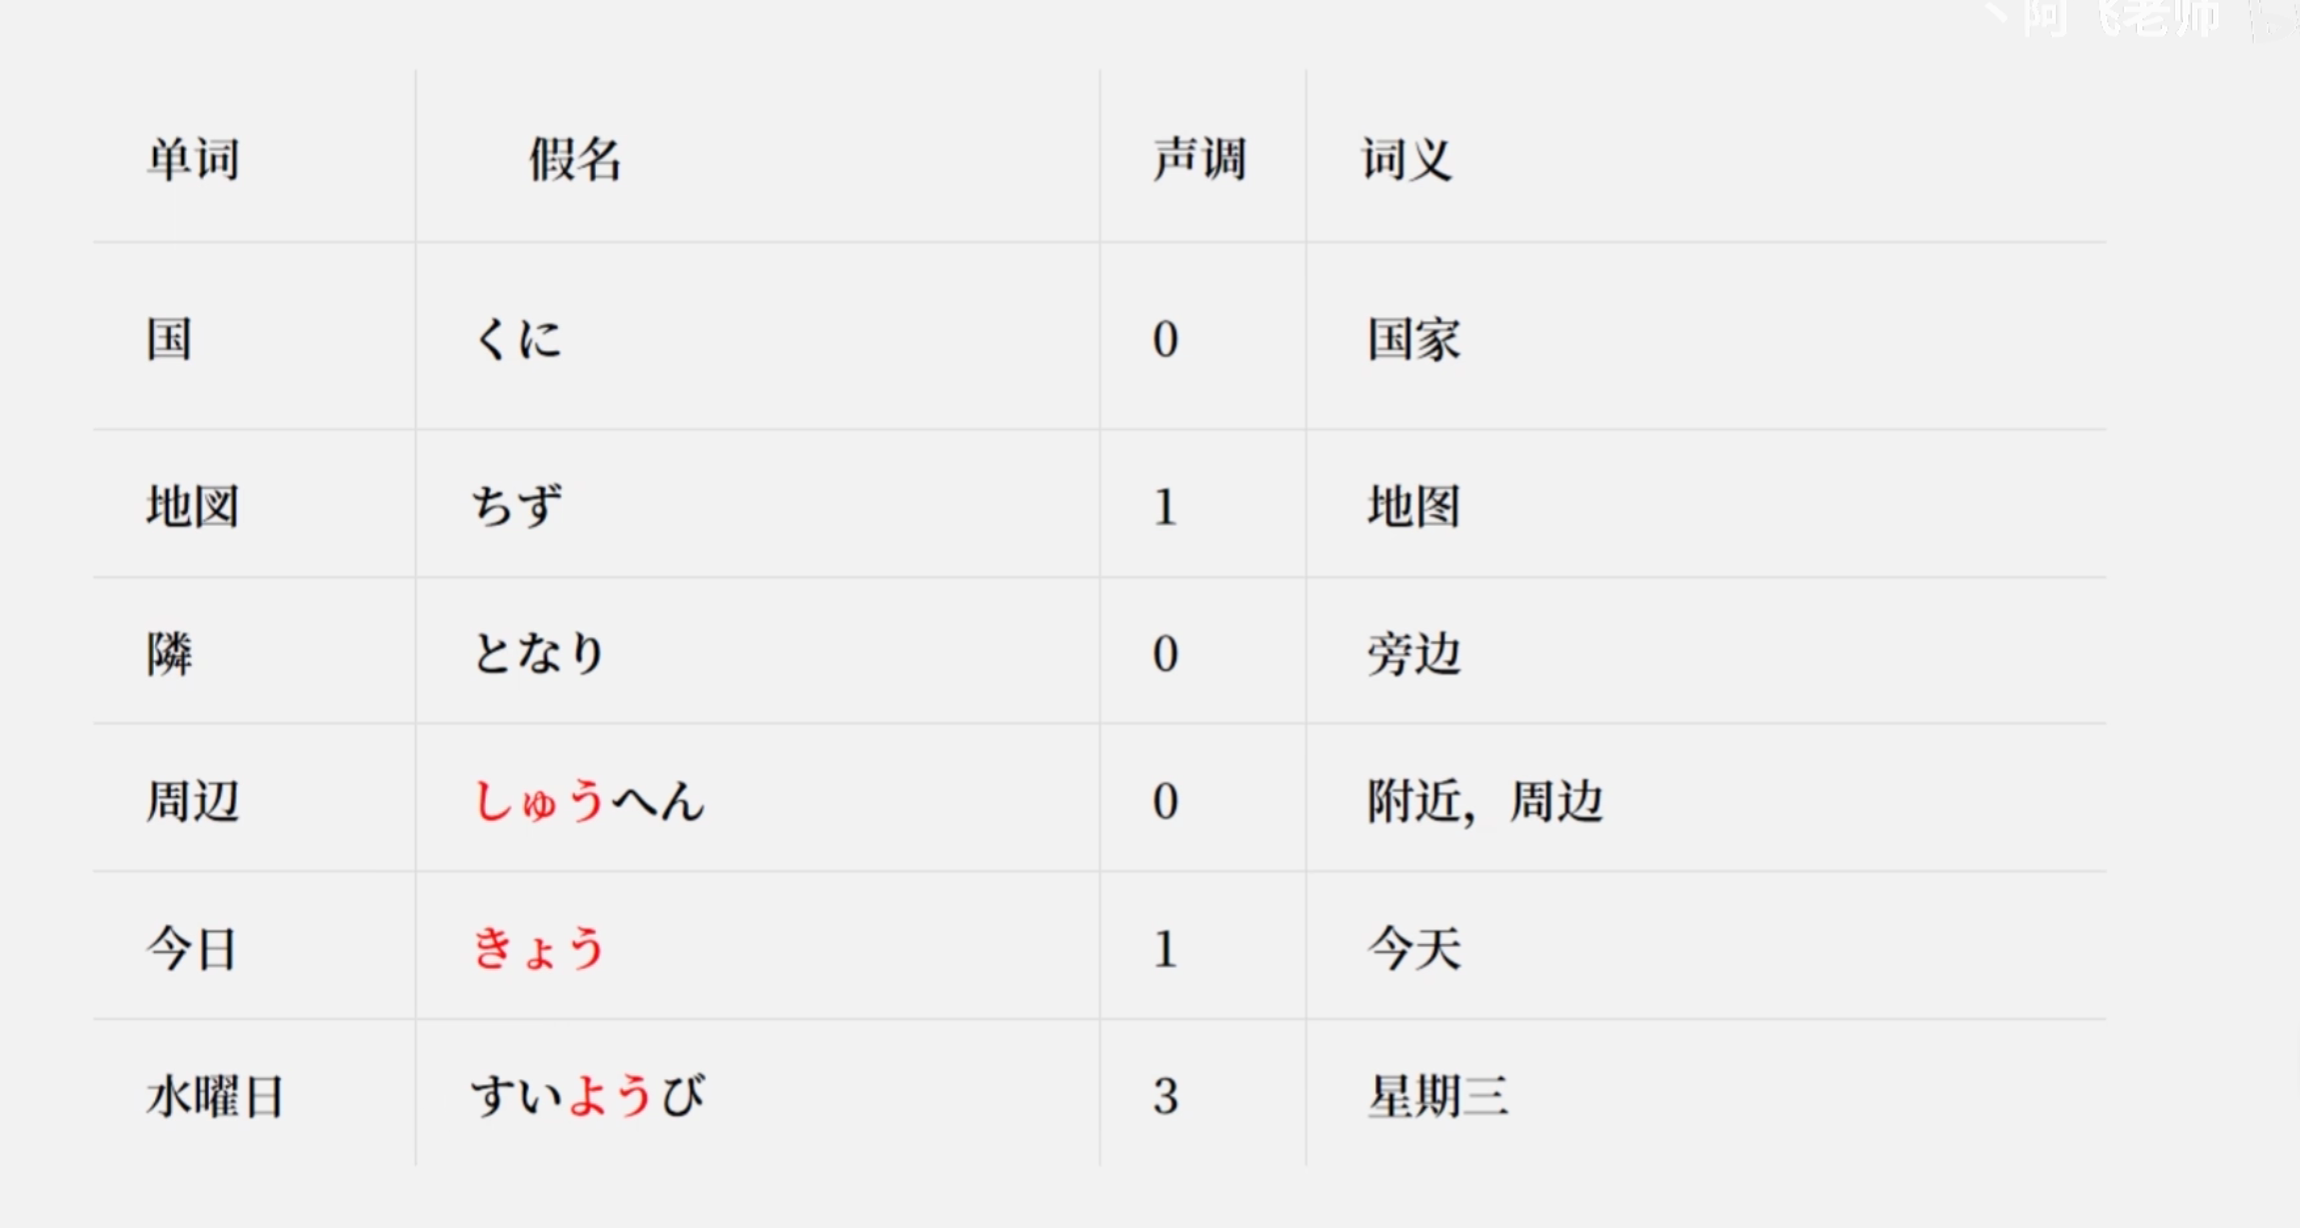 丶阿飞老师
单词 假名 声调 词义
国 くに 0 国家
地図 ちず 1 地图
隣 となり 0 旁边
周辺 しゅうへん 0 附近，周边
今日 きょう 1 今天
水曜日 すいようび 3 星期三